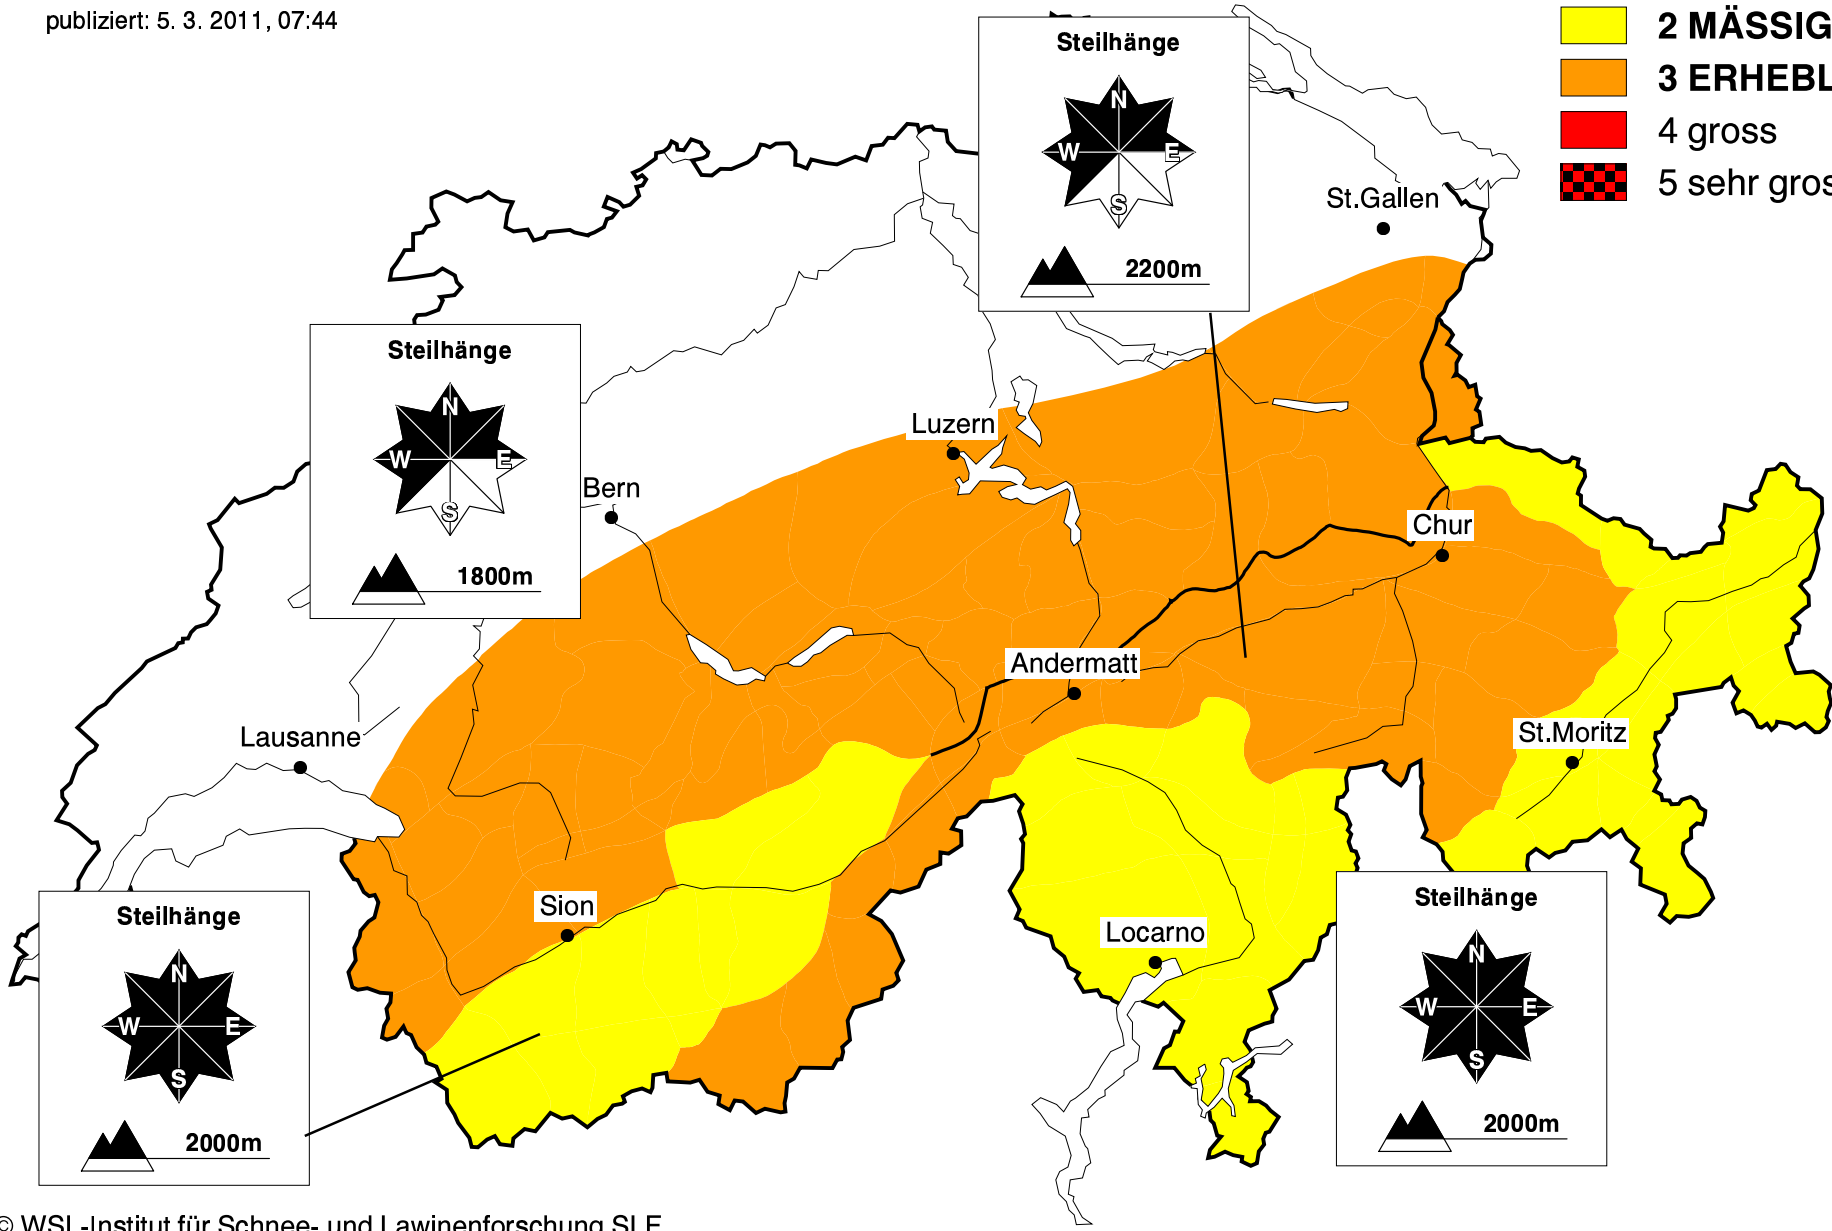 publiziert: 5. 3. 2011, 07:44
2 MÄSSIG
3 ERHEBL
4 gross
5 sehr gros
Steilhänge
N
W E
S
2200m
St.Gallen
Steilhänge
N
W E
S
1800m
Luzern
Bern
Chur
Andermatt
St.Moritz
Lausanne
Sion
Locarno
Steilhänge
N
W E
S
2000m
Steilhänge
N
W E
S
2000m
© WSL-Institut für Schnee- und Lawinenforschung SLF